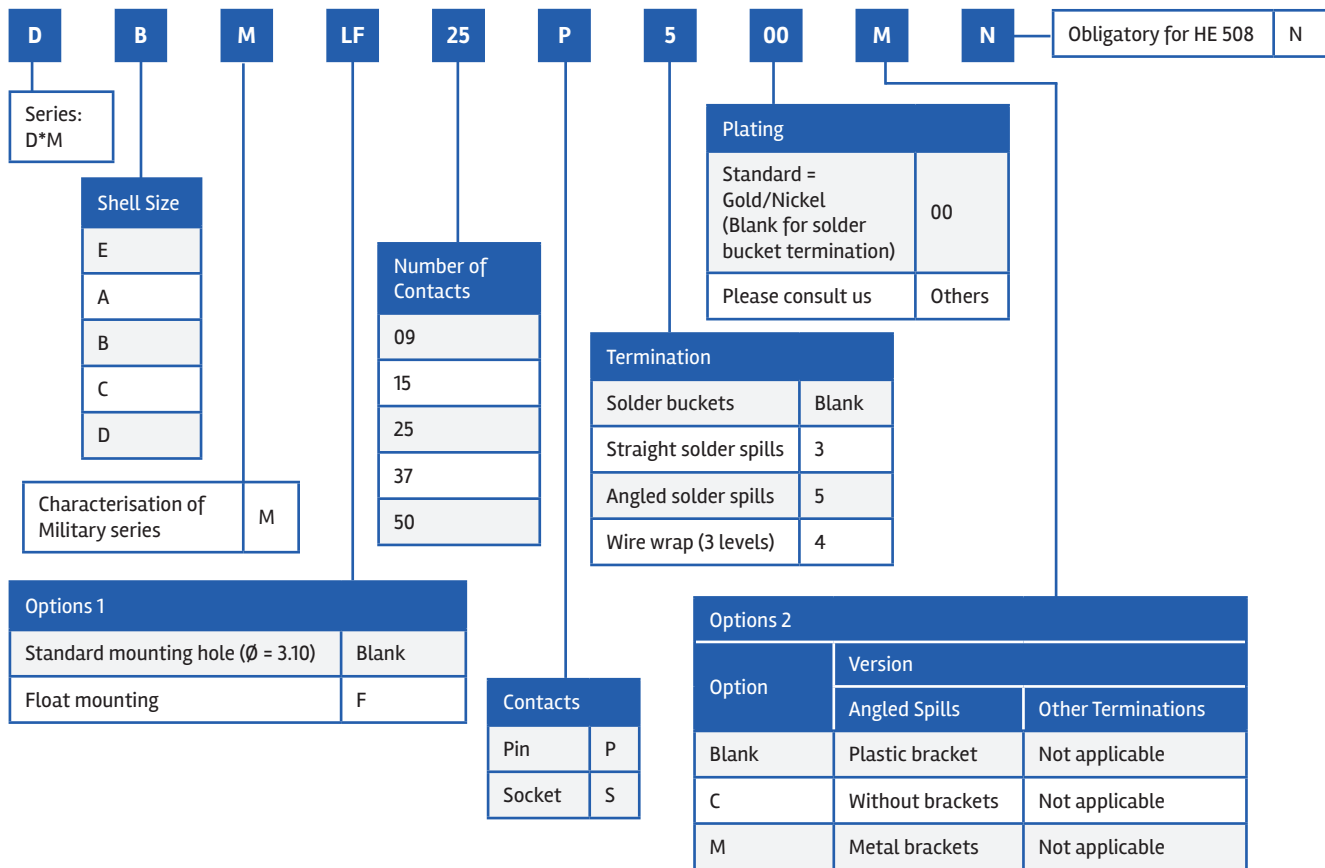 D B M LF 25 P 5 00 M N
Obligatory for HE 508 N
Series:
D*M
Shell Size
E
A
B
C
D
Characterisation of
Military series
M
Options 1
Standard mounting hole (Ø = 3.10) Blank
Float mounting F
Number of
Contacts
09
15
25
37
50
Contacts
Pin P
Socket S
Plating
Standard =
Gold/Nickel
(Blank for solder
bucket termination)
00
Please consult us Others
Termination
Solder buckets Blank
Straight solder spills 3
Angled solder spills 5
Wire wrap (3 levels) 4
Options 2
Option
Version
Angled Spills Other Terminations
Blank Plastic bracket Not applicable
C Without brackets Not applicable
M Metal brackets Not applicable